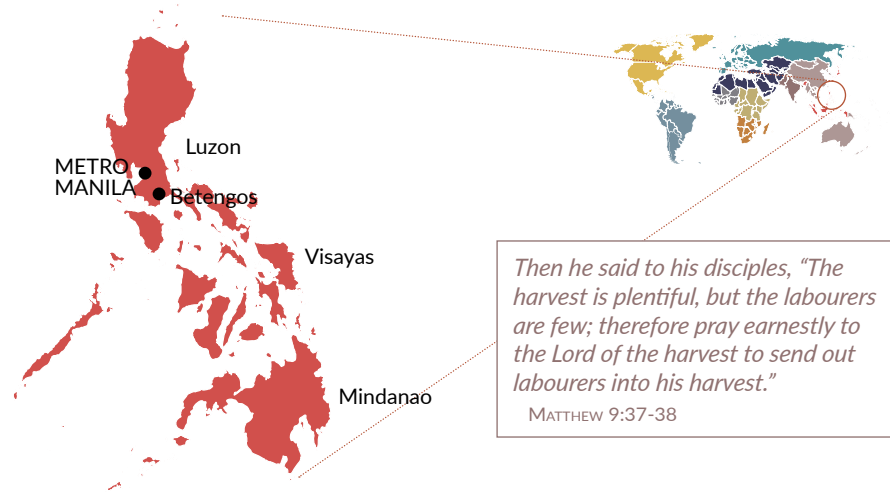 Luzon
METRO
MANILA
Betengos
Visayas
Mindanao
Then he said to his disciples, “The
harvest is plentiful, but the labourers
are few; therefore pray earnestly to
the Lord of the harvest to send out
labourers into his harvest.”
Matthew 9:37-38